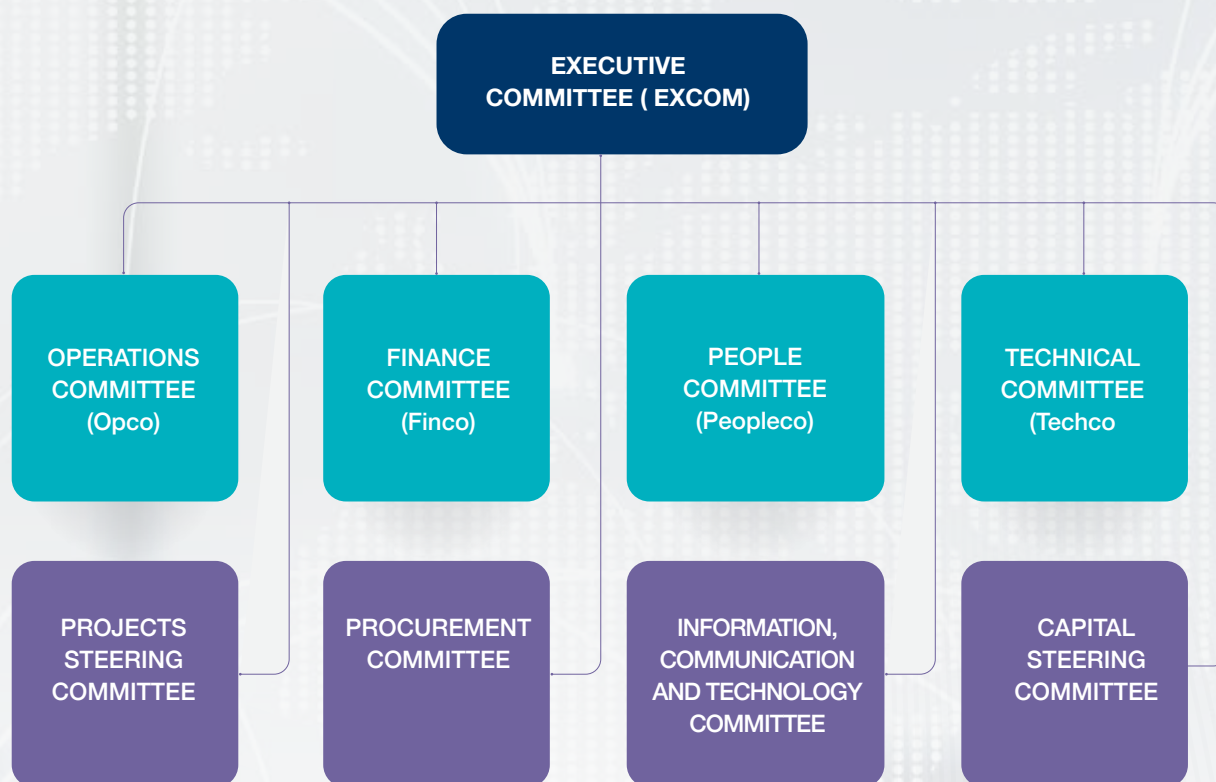 EXECUTIVE
COMMITTEE ( EXCOM)
OPERATIONS
COMMITTEE
(Opco)
FINANCE
COMMITTEE
(Finco)
PEOPLE
COMMITTEE
(Peopleco)
TECHNICAL
COMMITTEE
(Techco
PROJECTS
STEERING
COMMITTEE
PROCUREMENT
COMMITTEE
INFORMATION,
COMMUNICATION
AND TECHNOLOGY
COMMITTEE
CAPITAL
STEERING
COMMITTEE